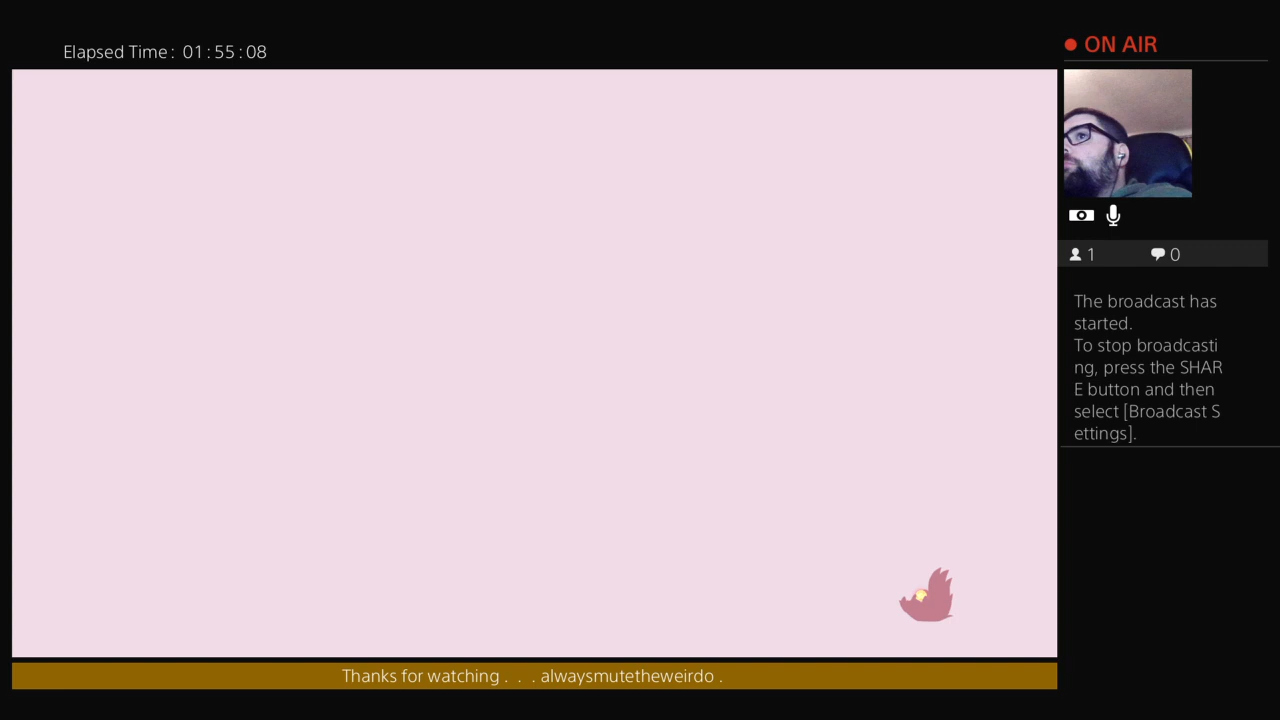 Elapsed Time: 01:55:08
ON AIR
1 0
The broadcast has
started.
To stop broadcasti
ng, press the SHAR
E button and then
select [Broadcast S
ettings].
Thanks for watching . . . alwaysmutetheweirdo .